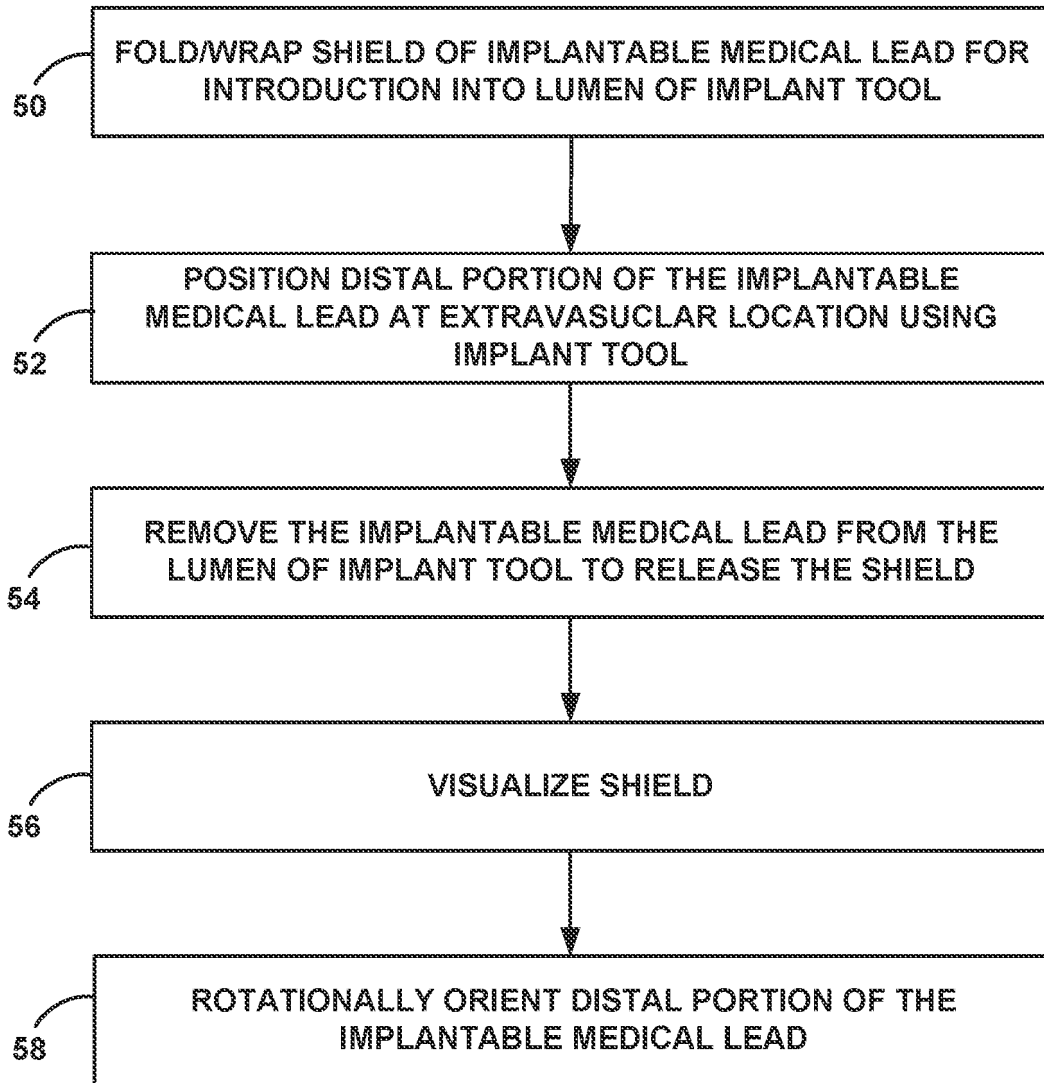 FOLD/WRAP SHIELD OF IMPLANTABLE MEDICAL LEAD FOR
INTRODUCTION INTO LUMEN OF IMPLANT TOOL
50
POSITION DISTAL PORTION OF THE IMPLANTABLE
MEDICAL LEAD AT EXTRAVASUCLAR LOCATION USING
IMPLANT TOOL
52
REMOVE THE IMPLANTABLE MEDICAL LEAD FROM THE
LUMEN OF IMPLANT TOOL TO RELEASE THE SHIELD
54
VISUALIZE SHIELD
56
ROTATIONALLY ORIENT DISTAL PORTION OF THE
IMPLANTABLE MEDICAL LEAD
58